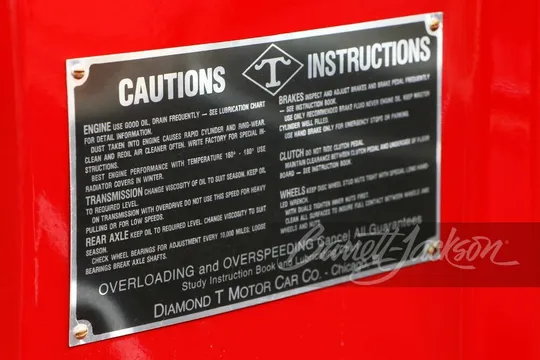 CAUTIONS T INSTRUCTIONS
ENGINE USE GOOD OIL, DRAIN FREQUENTLY — SEE LUBRICATION CHART
FOR DETAIL INFORMATION.
DUST TAKEN INTO ENGINE CAUSES RAPID CYLINDER AND RING-WEAR.
CLEAN AND REOIL AIR CLEANER OFTEN. WRITE FACTORY FOR SPECIAL IN-
STRUCTIONS.
BEST ENGINE PERFORMANCE WITH TEMPERATURE 160° - 180° USE
RADIATOR COVERS IN WINTER.
TRANSMISSION CHANGE VISCOSITY OF OIL TO SUIT SEASON. KEEP OIL
TO REQUIRED LEVEL.
ON TRANSMISSION WITH OVERDRIVE DO NOT USE THIS SPEED FOR HEAVY
PULLING OR FOR LOW SPEEDS.
REAR AXLE KEEP OIL TO REQUIRED LEVEL. CHANGE VISCOSITY TO SUIT
SEASON.
CHECK WHEEL BEARINGS FOR ADJUSTMENT EVERY 10,000 MILES; LOOSE
BEARINGS BREAK AXLE SHAFTS.
BRAKES INSPECT AND ADJUST BRAKES AND BRAKE PEDAL FREQUENTLY
— SEE INSTRUCTION BOOK.
USE ONLY RECOMMENDED BRAKE FLUID NEVER ENGINE OIL. KEEP MASTER
CYLINDER WELL FILLED.
USE HAND BRAKE ONLY FOR EMERGENCY STOPS OR PARKING.
CLUTCH DO NOT RIDE CLUTCH PEDAL.
MAINTAIN CLEARANCE BETWEEN CLUTCH PEDAL AND UNDERSIDE OF FLOOR
BOARD — SEE INSTRUCTION BOOK.
WHEELS KEEP DISC WHEEL STUD NUTS TIGHT WITH SPECIAL LONG HAND-
LED WRENCH.
WITH DUALS TIGHTEN INNER NUTS FIRST.
CLEAN ALL SURFACES TO INSURE FULL CONTACT BETWEEN WHEEL AND
OVERLOADING and OVERSPEEDING Cancel All Guarantees
Study Instruction Book and Lubrication
DIAMOND T MOTOR CAR CO. - Chicago
Barrett-Jackson